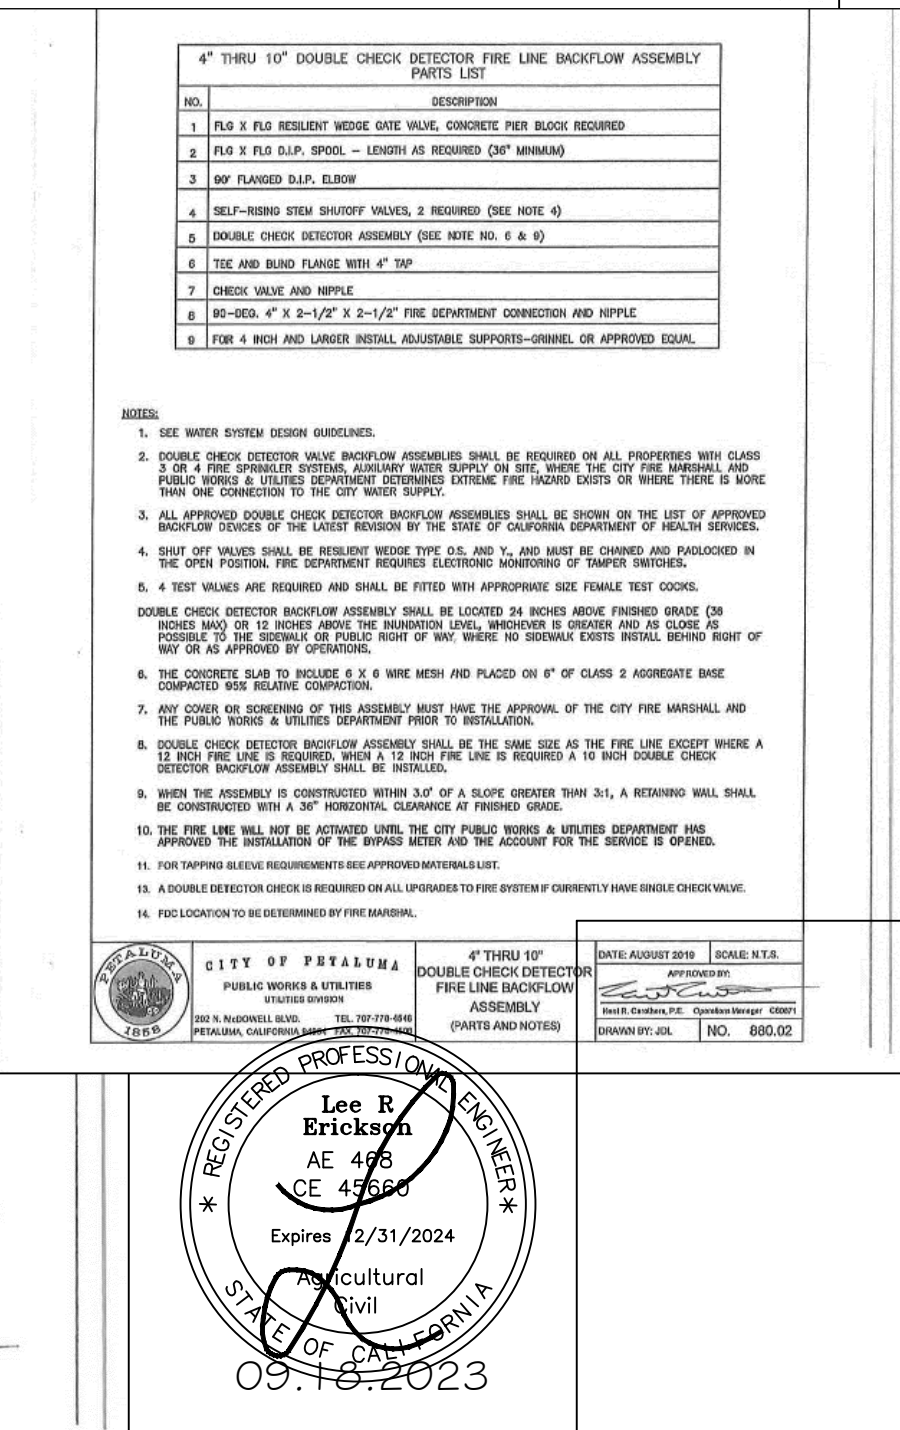 4" THRU 10" DOUBLE CHECK DETECTOR FIRE LINE BACKFLOW ASSEMBLY
PARTS LIST
NO. DESCRIPTION
1 FLG X FLG RESILIENT WEDGE GATE VALVE, CONCRETE PIER BLOCK REQUIRED
2 FLG X FLG D.I.P. SPOOL – LENGTH AS REQUIRED (36" MINIMUM)
3 90° FLANGED D.I.P. ELBOW
4 SELF-RISING STEM SHUTOFF VALVES, 2 REQUIRED (SEE NOTE 4)
5 DOUBLE CHECK DETECTOR ASSEMBLY (SEE NOTE NO. 6 & 9)
6 TEE AND BLIND FLANGE WITH 4" TAP
7 CHECK VALVE AND NIPPLE
8 90-DEG. 4" X 2-1/2" X 2-1/2" FIRE DEPARTMENT CONNECTION AND NIPPLE
9 FOR 4 INCH AND LARGER INSTALL ADJUSTABLE SUPPORTS-GRINNEL OR APPROVED EQUAL
NOTES:
1. SEE WATER SYSTEM DESIGN GUIDELINES.
2. DOUBLE CHECK DETECTOR VALVE BACKFLOW ASSEMBLIES SHALL BE REQUIRED ON ALL PROPERTIES WITH CLASS
3 OR 4 FIRE SPRINKLER SYSTEMS, AUXILIARY WATER SUPPLY ON SITE, WHERE THE CITY FIRE MARSHALL AND
PUBLIC WORKS & UTILITIES DEPARTMENT DETERMINES EXTREME FIRE HAZARD EXISTS OR WHERE THERE IS MORE
THAN ONE CONNECTION TO THE CITY WATER SUPPLY.
3. ALL APPROVED DOUBLE CHECK DETECTOR BACKFLOW ASSEMBLIES SHALL BE SHOWN ON THE LIST OF APPROVED
BACKFLOW DEVICES OF THE LATEST REVISION BY THE STATE OF CALIFORNIA DEPARTMENT OF HEALTH SERVICES.
4. SHUT OFF VALVES SHALL BE RESILIENT WEDGE TYPE O.S. AND Y., AND MUST BE CHAINED AND PADLOCKED IN
THE OPEN POSITION. FIRE DEPARTMENT REQUIRES ELECTRONIC MONITORING OF TAMPER SWITCHES.
5. 4 TEST VALVES ARE REQUIRED AND SHALL BE FITTED WITH APPROPRIATE SIZE FEMALE TEST COCKS.
DOUBLE CHECK DETECTOR BACKFLOW ASSEMBLY SHALL BE LOCATED 24 INCHES ABOVE FINISHED GRADE (36
INCHES MAX) OR 12 INCHES ABOVE THE INUNDATION LEVEL, WHICHEVER IS GREATER AND AS CLOSE AS
POSSIBLE TO THE SIDEWALK OR PUBLIC RIGHT OF WAY, WHERE NO SIDEWALK EXISTS INSTALL BEHIND RIGHT OF
WAY OR AS APPROVED BY OPERATIONS.
6. THE CONCRETE SLAB TO INCLUDE 6 X 6 WIRE MESH AND PLACED ON 6" OF CLASS 2 AGGREGATE BASE
COMPACTED 95% RELATIVE COMPACTION.
7. ANY COVER OR SCREENING OF THIS ASSEMBLY MUST HAVE THE APPROVAL OF THE CITY FIRE MARSHALL AND
THE PUBLIC WORKS & UTILITIES DEPARTMENT PRIOR TO INSTALLATION.
8. DOUBLE CHECK DETECTOR BACKFLOW ASSEMBLY SHALL BE THE SAME SIZE AS THE FIRE LINE EXCEPT WHERE A
12 INCH FIRE LINE IS REQUIRED. WHEN A 12 INCH FIRE LINE IS REQUIRED A 10 INCH DOUBLE CHECK
DETECTOR BACKFLOW ASSEMBLY SHALL BE INSTALLED.
9. WHEN THE ASSEMBLY IS CONSTRUCTED WITHIN 3.0' OF A SLOPE GREATER THAN 3:1, A RETAINING WALL SHALL
BE CONSTRUCTED WITH A 36" HORIZONTAL CLEARANCE AT FINISHED GRADE.
10. THE FIRE LINE WILL NOT BE ACTIVATED UNTIL THE CITY PUBLIC WORKS & UTILITIES DEPARTMENT HAS
APPROVED THE INSTALLATION OF THE BYPASS METER AND THE ACCOUNT FOR THE SERVICE IS OPENED.
11. FOR TAPPING SLEEVE REQUIREMENTS SEE APPROVED MATERIALS LIST.
13. A DOUBLE DETECTOR CHECK IS REQUIRED ON ALL UPGRADES TO FIRE SYSTEM IF CURRENTLY HAVE SINGLE CHECK VALVE.
14. FDC LOCATION TO BE DETERMINED BY FIRE MARSHAL.
PETALUMA
1858
CITY OF PETALUMA
PUBLIC WORKS & UTILITIES
UTILITIES DIVISION
202 N. McDOWELL BLVD. TEL. 707-778-4546
PETALUMA, CALIFORNIA FAX.
4" THRU 10"
DOUBLE CHECK DETECTOR
FIRE LINE BACKFLOW
ASSEMBLY
(PARTS AND NOTES)
DATE: AUGUST 2019 SCALE: N.T.S.
APPROVED BY:
Kent R. Carothers, P.E. Operations Manager C60871
DRAWN BY: JDL NO. 880.02
REGISTERED PROFESSIONAL ENGINEER
Lee R
Erickson
AE 468
CE 45660
Expires 12/31/2024
Agricultural
Civil
STATE OF CALIFORNIA
09.18.2023